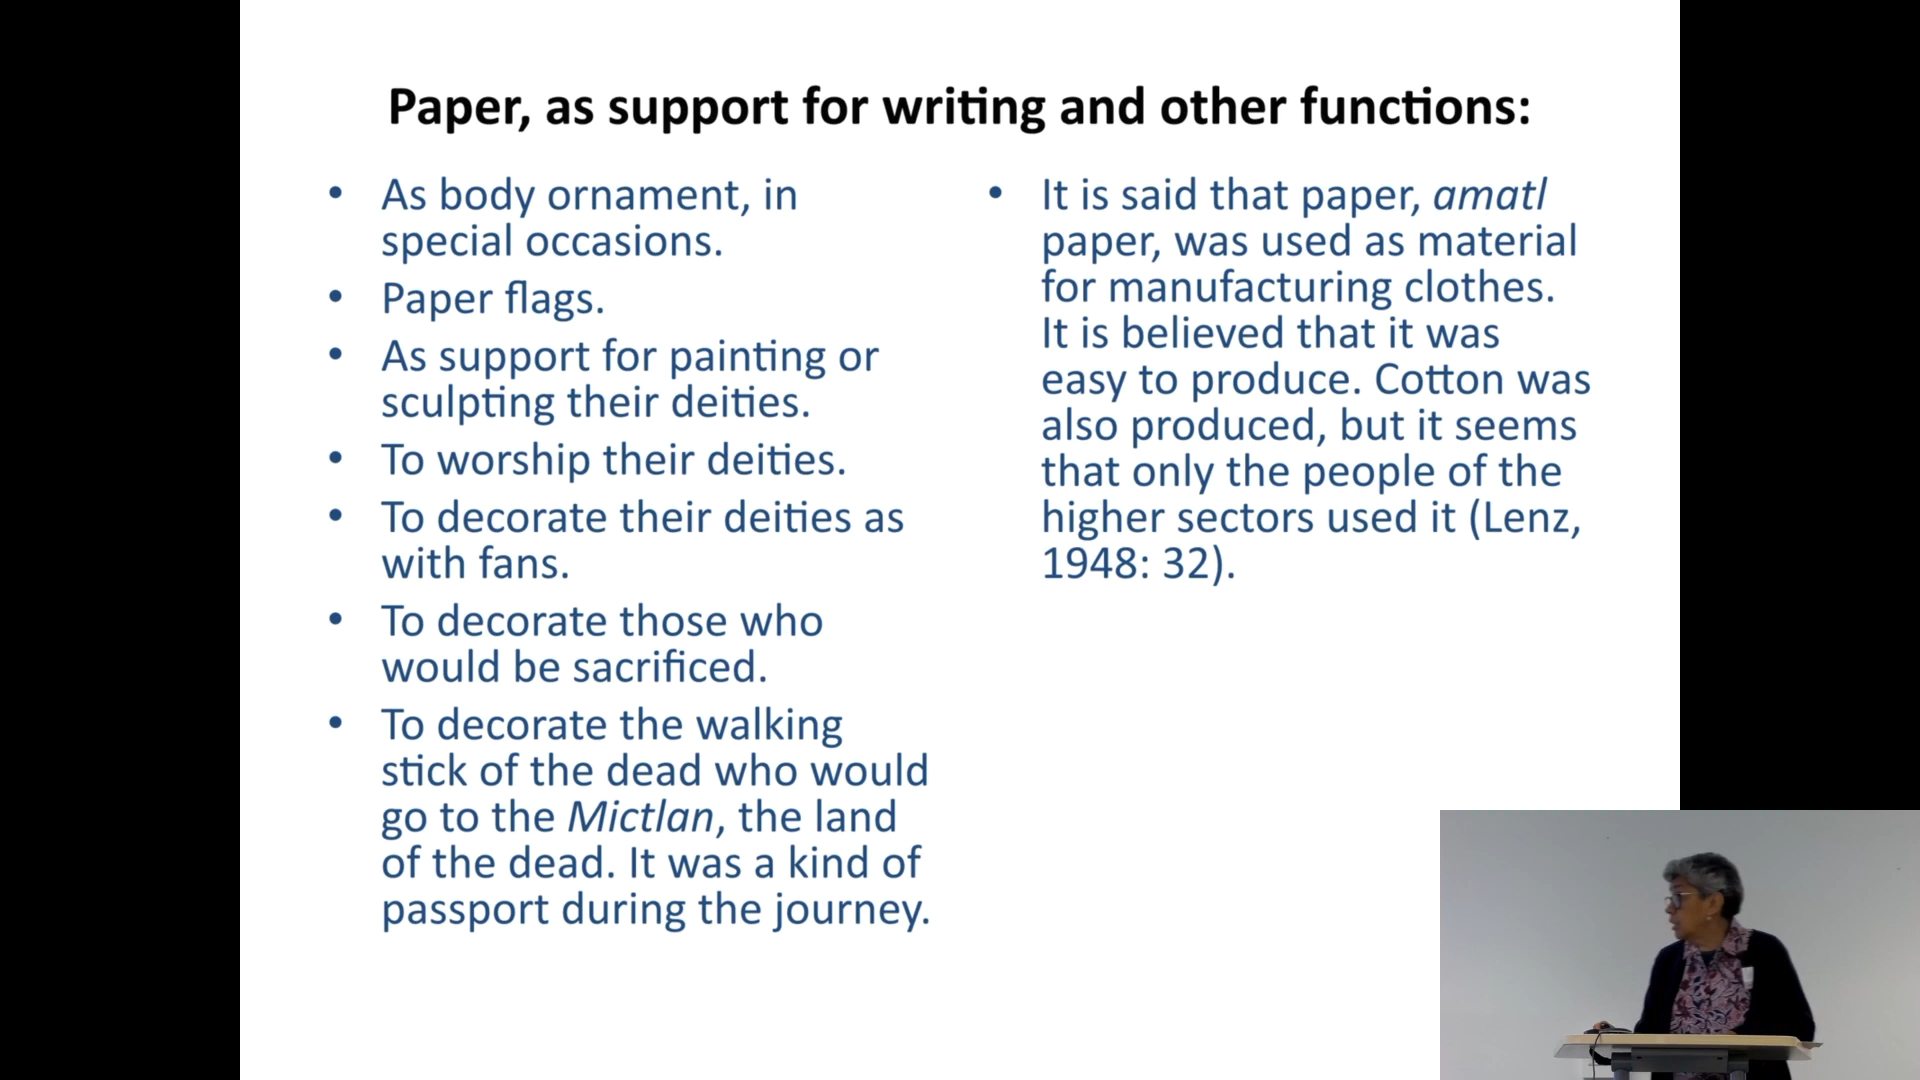 Paper, as support for writing and other functions:
• As body ornament, in
special occasions.
• Paper flags.
• As support for painting or
sculpting their deities.
• To worship their deities.
• To decorate their deities as
with fans.
• To decorate those who
would be sacrificed.
• To decorate the walking
stick of the dead who would
go to the Mictlan, the land
of the dead. It was a kind of
passport during the journey.
• It is said that paper, amatl
paper, was used as material
for manufacturing clothes.
It is believed that it was
easy to produce. Cotton was
also produced, but it seems
that only the people of the
higher sectors used it (Lenz,
1948: 32).